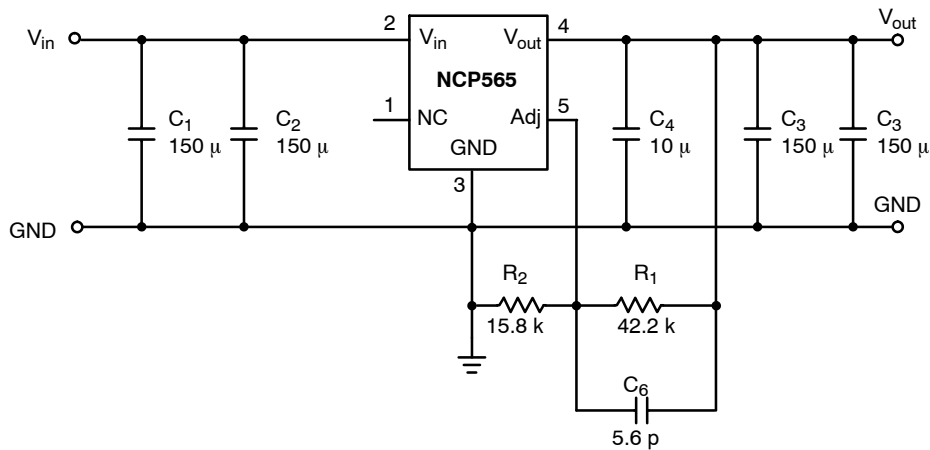 V_in
2
V_in
V_out
4
V_out
NCP565
C_1
150 μ
C_2
150 μ
1
NC
Adj
5
C_4
10 μ
C_3
150 μ
C_3
150 μ
GND
3
GND
GND
R_2
15.8 k
R_1
42.2 k
C_6
5.6 p